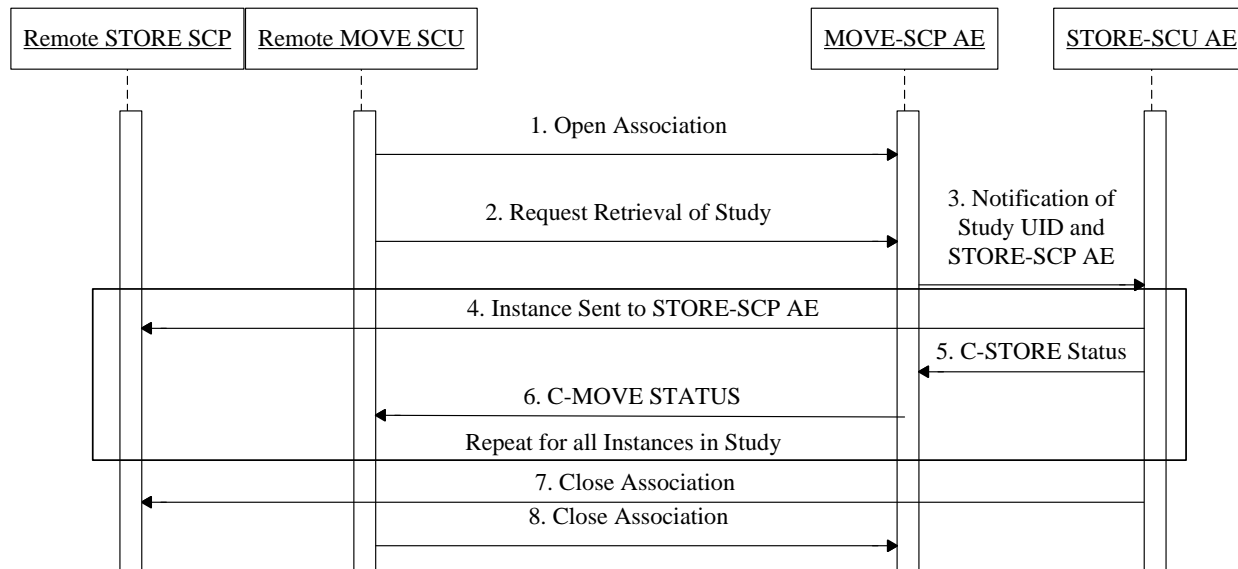 Remote STORE SCP
Remote MOVE SCU
MOVE-SCP AE
STORE-SCU AE
1. Open Association
2. Request Retrieval of Study
3. Notification of
Study UID and
STORE-SCP AE
4. Instance Sent to STORE-SCP AE
5. C-STORE Status
6. C-MOVE STATUS
Repeat for all Instances in Study
7. Close Association
8. Close Association